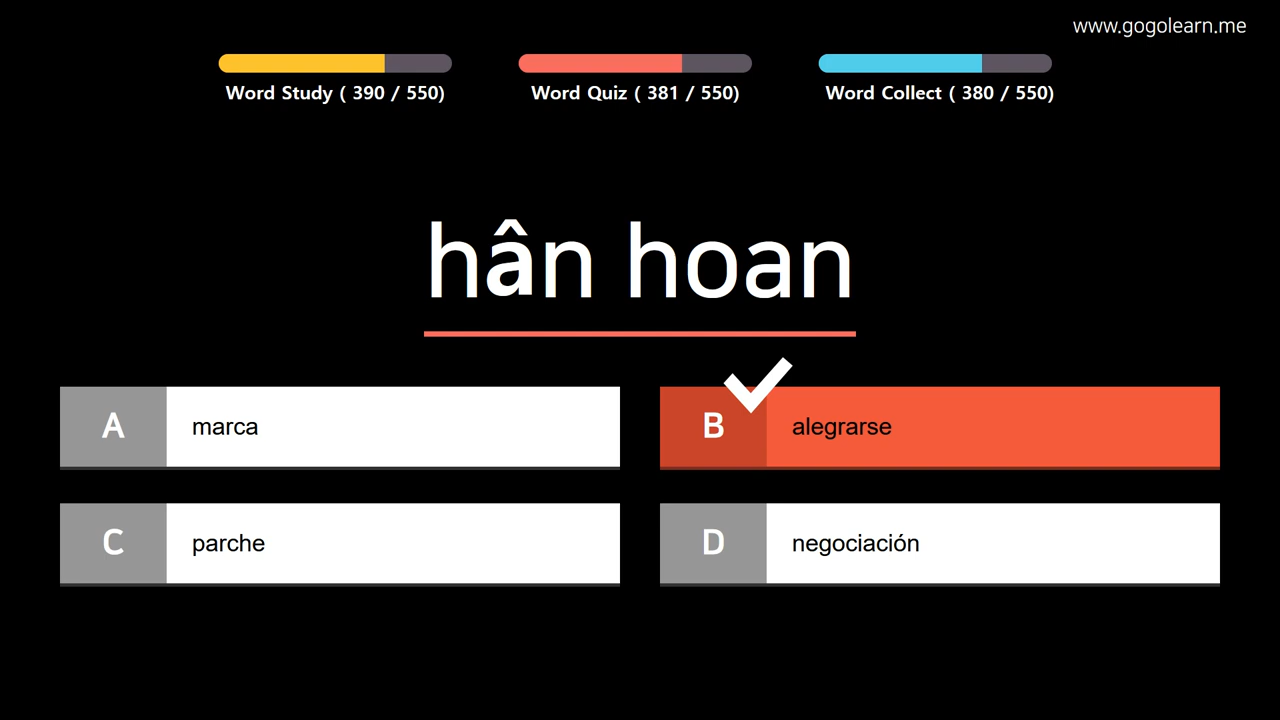 www.gogolearn.me
Word Study ( 390 / 550)
Word Quiz ( 381 / 550)
Word Collect ( 380 / 550)
hân hoan
A marca
B alegrarse
C parche
D negociación